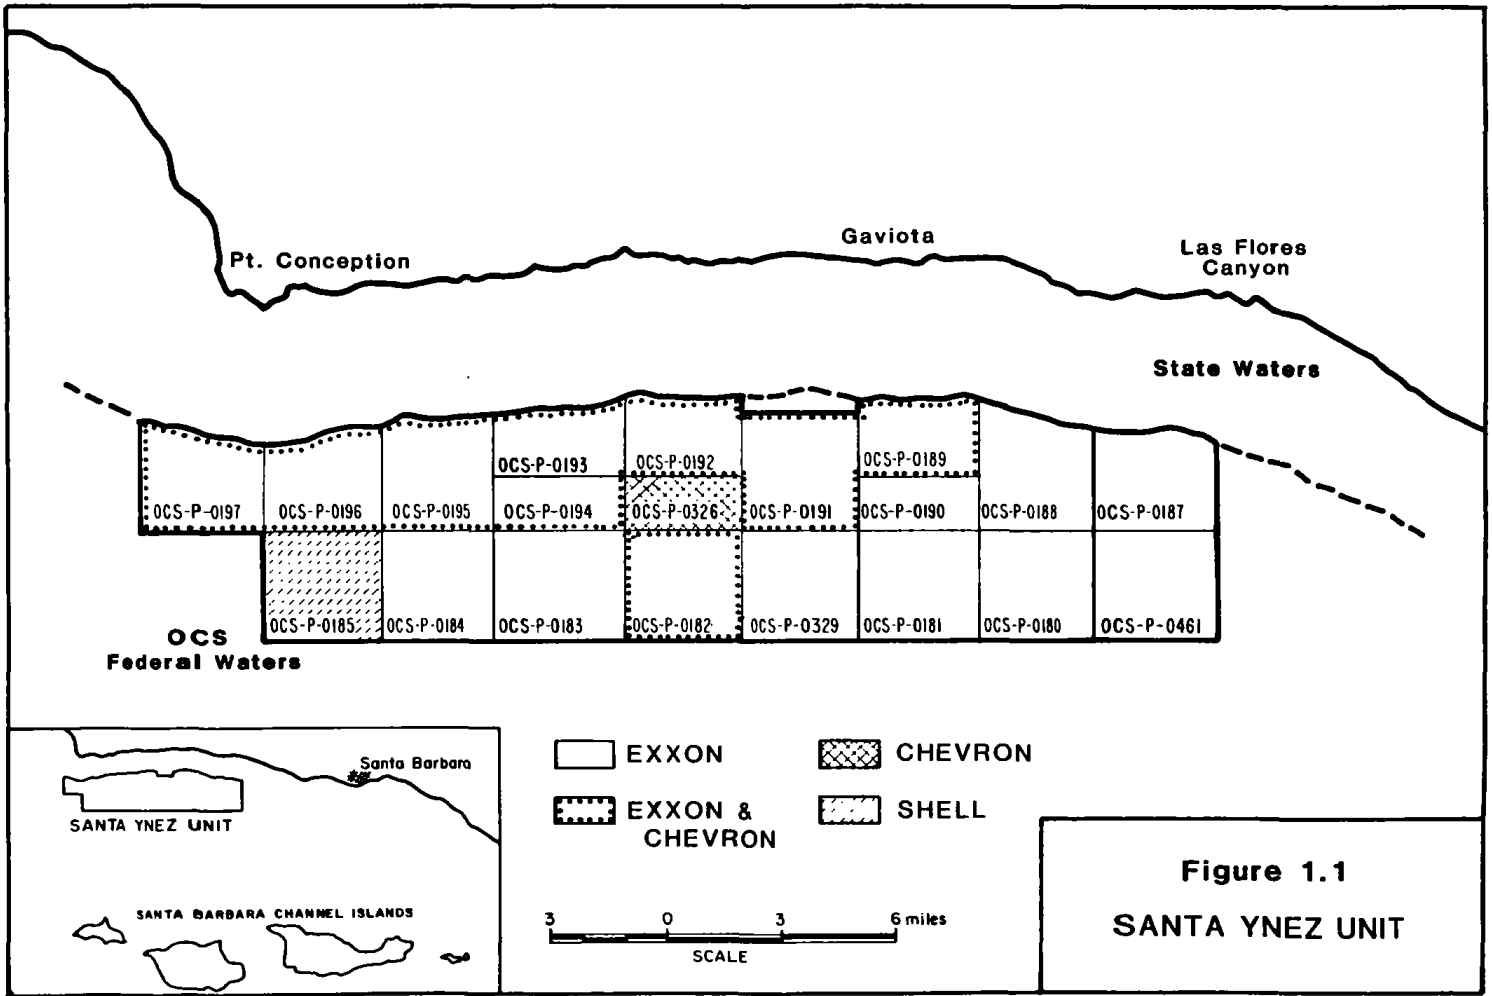 Gaviota
Las Flores
Canyon
Pt. Conception
State Waters
OCS-P-0193
OCS-P-0192
OCS-P-0189
OCS-P-0197
OCS-P-0196
OCS-P-0195
OCS-P-0194
OCS-P-0326
OCS-P-0191
OCS-P-0190
OCS-P-0188
OCS-P-0187
OCS-P-0185
OCS-P-0184
OCS-P-0183
OCS-P-0182
OCS-P-0329
OCS-P-0181
OCS-P-0180
OCS-P-0461
OCS
Federal Waters
Santa Barbara
SANTA YNEZ UNIT
SANTA BARBARA CHANNEL ISLANDS
EXXON
CHEVRON
EXXON &
CHEVRON
SHELL
3 0 3 6 miles
SCALE
Figure 1.1
SANTA YNEZ UNIT